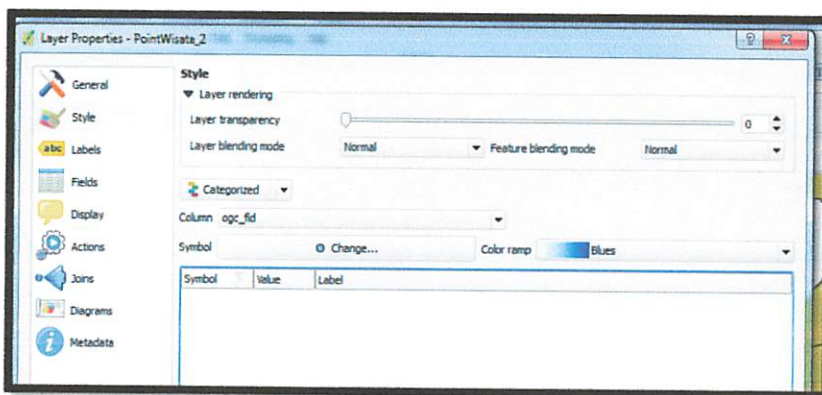 Layer Properties - PointWisata_2
General
Style
Labels
Fields
Display
Actions
Joins
Diagrams
Metadata
Style
Layer rendering
Layer transparency
0
Layer blending mode Normal Feature blending mode Normal
Categorized
Column ogc_fid
Symbol Change... Color ramp Blues
Symbol Value Label
abc